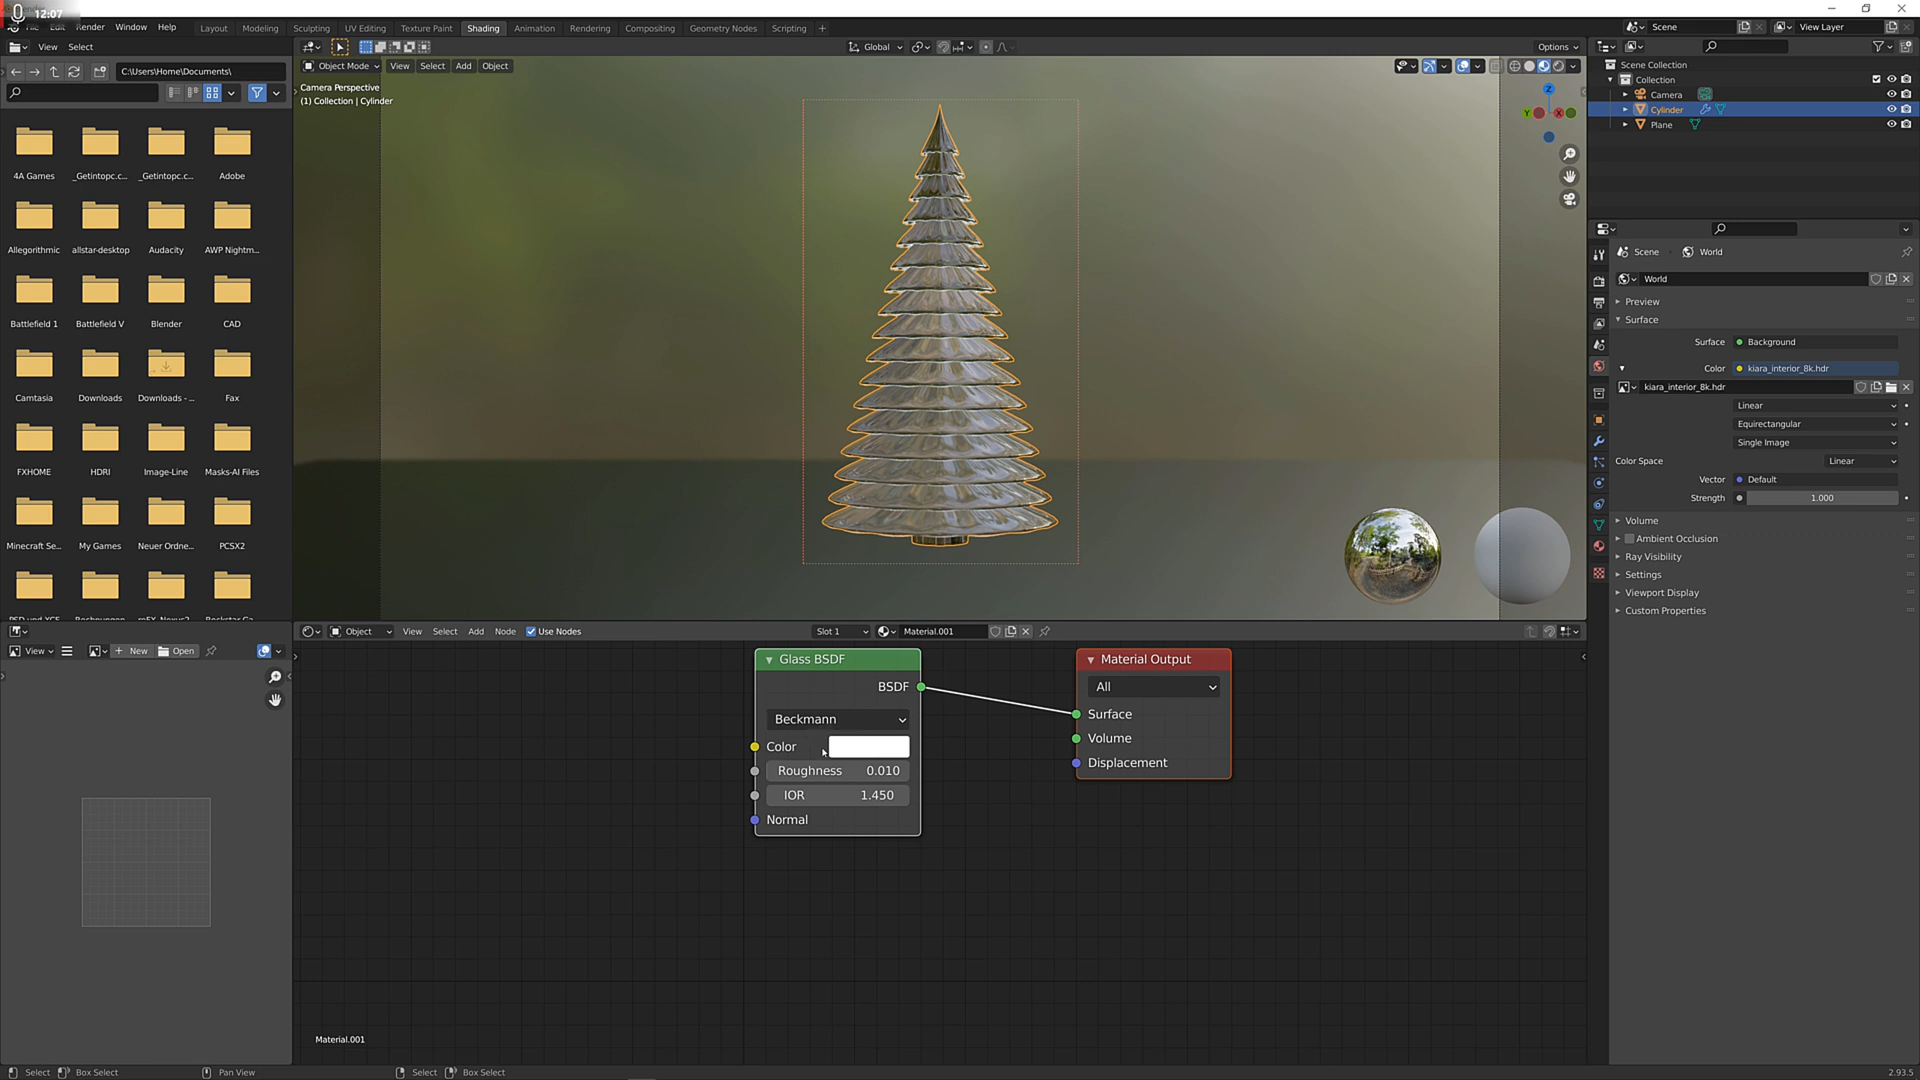 12:07
File Edit Render Window Help
Layout Modeling Sculpting UV Editing Texture Paint Shading Animation Rendering Compositing Geometry Nodes Scripting +
Scene
View Layer
View Select
C:\Users\Home\Documents\
4A Games
_Getintopc.c...
_Getintopc.c...
Adobe
Allegorithmic
allstar-desktop
Audacity
AWP Nightm...
Battlefield 1
Battlefield V
Blender
CAD
Camtasia
Downloads
Downloads - ...
Fax
FXHOME
HDRI
Image-Line
Masks-AI Files
Minecraft Se...
My Games
Neuer Ordne...
PCSX2
Global
Options
Object Mode View Select Add Object
Camera Perspective
(1) Collection | Cylinder
Z
Y
X
Scene Collection
Collection
Camera
Cylinder
Plane
Scene World
World
Preview
Surface
Surface Background
Color kiara_interior_8k.hdr
kiara_interior_8k.hdr
Linear
Equirectangular
Single Image
Color Space Linear
Vector Default
Strength 1.000
Volume
Ambient Occlusion
Ray Visibility
Settings
Viewport Display
Custom Properties
View + New Open
Object View Select Add Node Use Nodes Slot 1 Material.001
Glass BSDF
BSDF
Beckmann
Color
Roughness 0.010
IOR 1.450
Normal
Material Output
All
Surface
Volume
Displacement
Material.001
Select Box Select Pan View Select Box Select 2.93.5